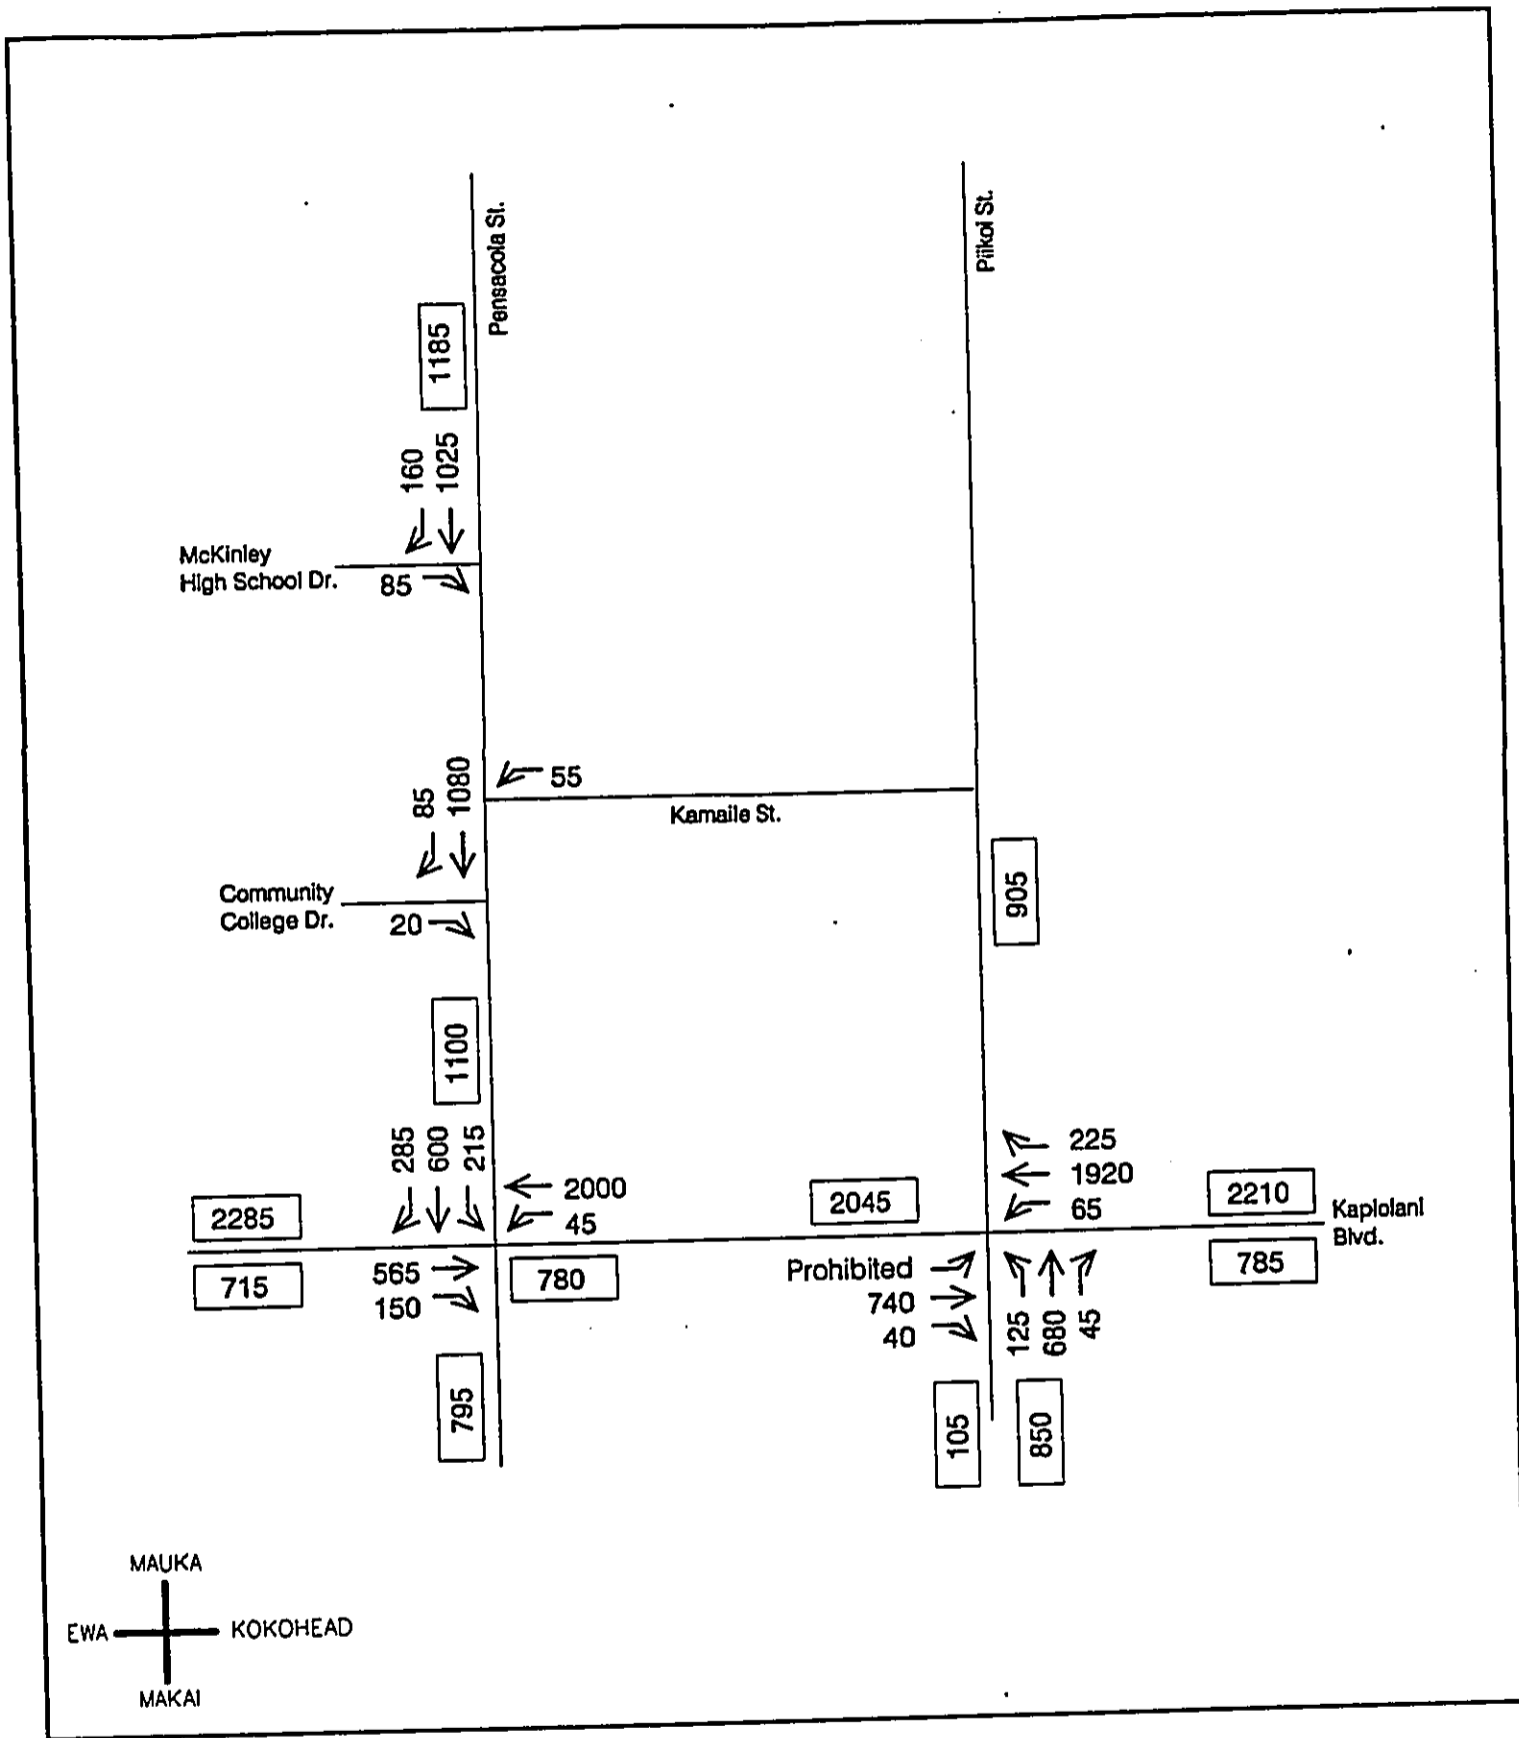 Pensacola St.
Piikoi St.
1185
160
1025
McKinley
High School Dr.
85
85
1080
55
Kamaile St.
Community
College Dr.
20
905
1100
285
600
215
2000
45
2285
715
565
150
780
795
2045
225
1920
65
2210
Kapiolani
Blvd.
785
Prohibited
740
40
125
680
45
105
850
MAUKA
EWA
KOKOHEAD
MAKAI